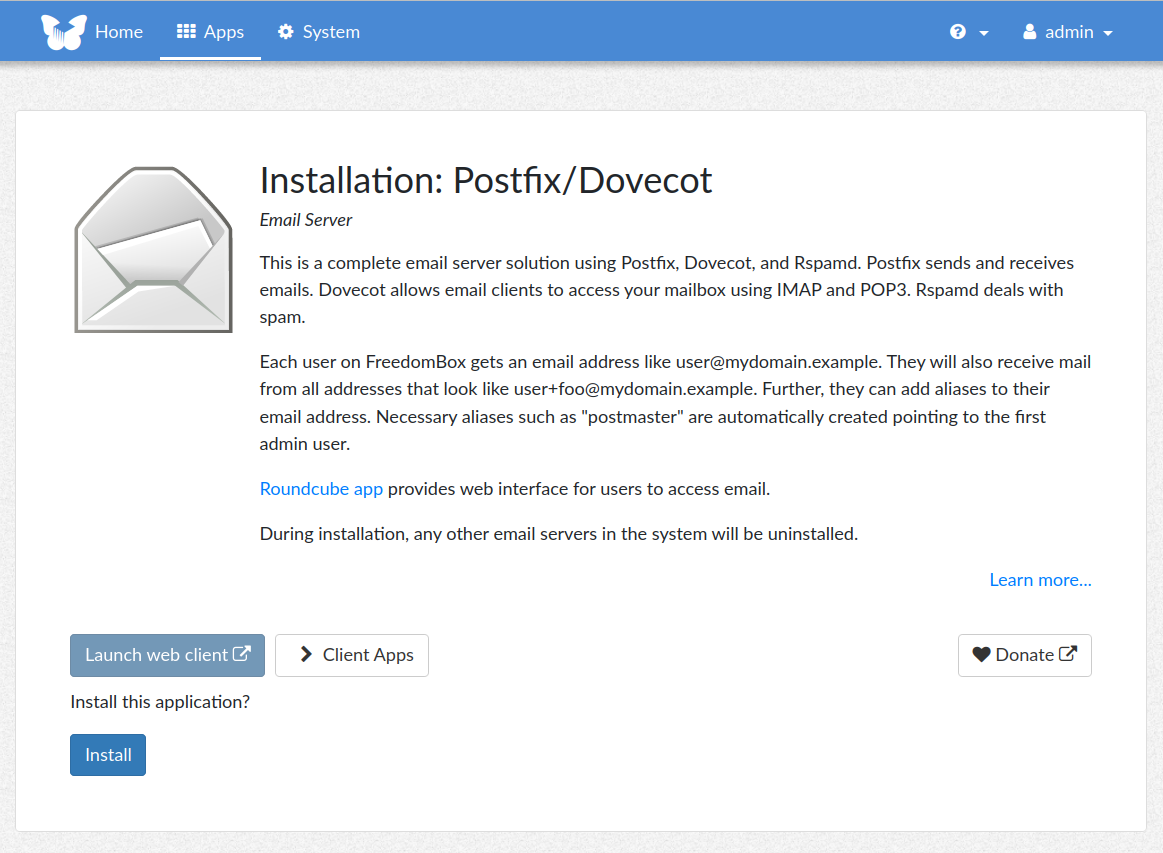 Home Apps System admin
Installation: Postfix/Dovecot
Email Server
This is a complete email server solution using Postfix, Dovecot, and Rspamd. Postfix sends and receives
emails. Dovecot allows email clients to access your mailbox using IMAP and POP3. Rspamd deals with
spam.
Each user on FreedomBox gets an email address like user@mydomain.example. They will also receive mail
from all addresses that look like user+foo@mydomain.example. Further, they can add aliases to their
email address. Necessary aliases such as "postmaster" are automatically created pointing to the first
admin user.
Roundcube app provides web interface for users to access email.
During installation, any other email servers in the system will be uninstalled.
Learn more...
Launch web client Client Apps Donate
Install this application?
Install